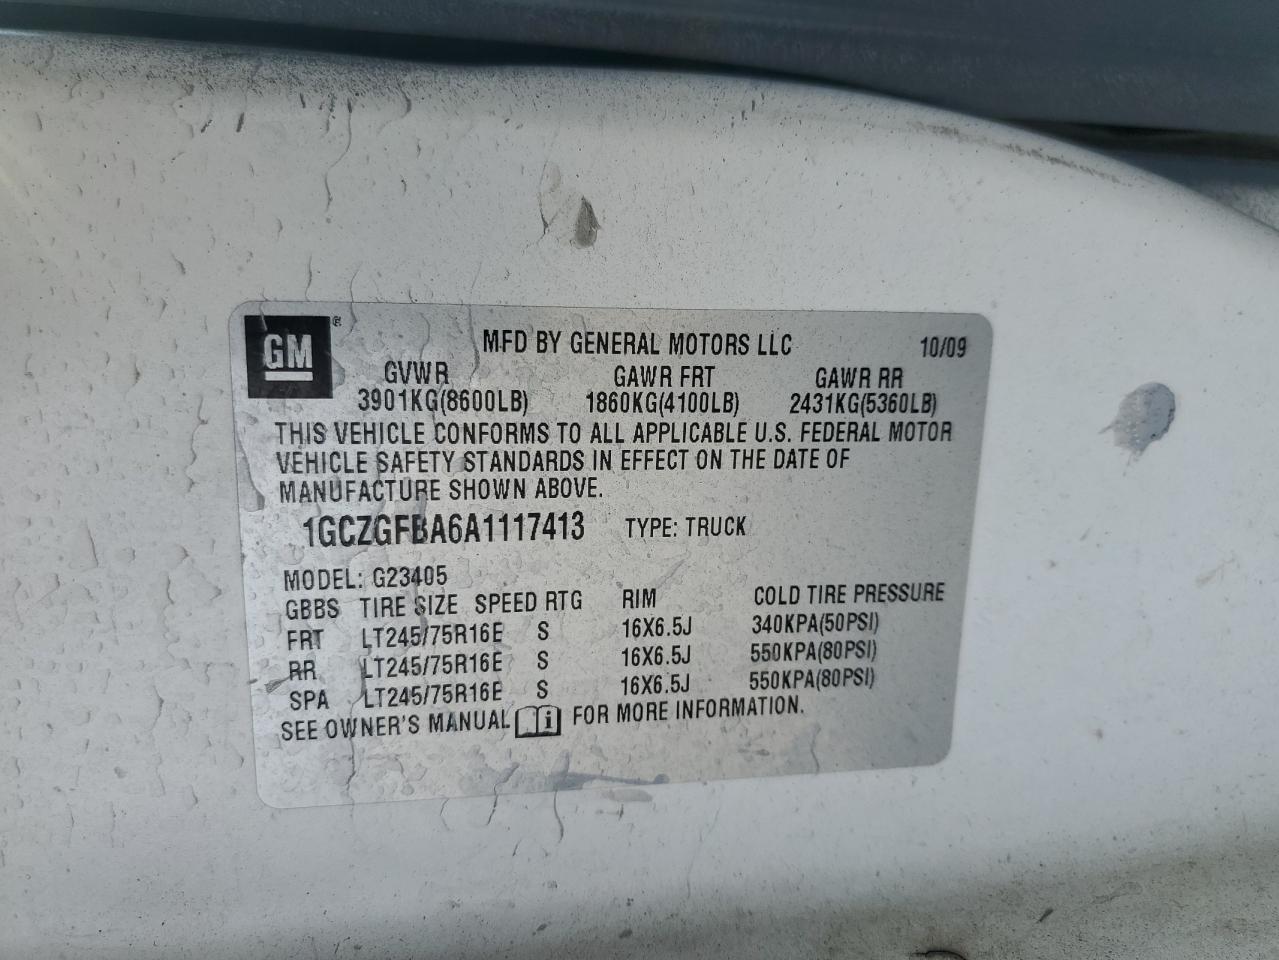 GM ®
MFD BY GENERAL MOTORS LLC 10/09
GVWR GAWR FRT GAWR RR
3901KG(8600LB) 1860KG(4100LB) 2431KG(5360LB)
THIS VEHICLE CONFORMS TO ALL APPLICABLE U.S. FEDERAL MOTOR
VEHICLE SAFETY STANDARDS IN EFFECT ON THE DATE OF
MANUFACTURE SHOWN ABOVE.
1GCZGFBA6A1117413 TYPE: TRUCK
MODEL: G23405
GBBS TIRE SIZE SPEED RTG RIM COLD TIRE PRESSURE
FRT LT245/75R16E S 16X6.5J 340KPA(50PSI)
RR LT245/75R16E S 16X6.5J 550KPA(80PSI)
SPA LT245/75R16E S 16X6.5J 550KPA(80PSI)
SEE OWNER'S MANUAL i FOR MORE INFORMATION.